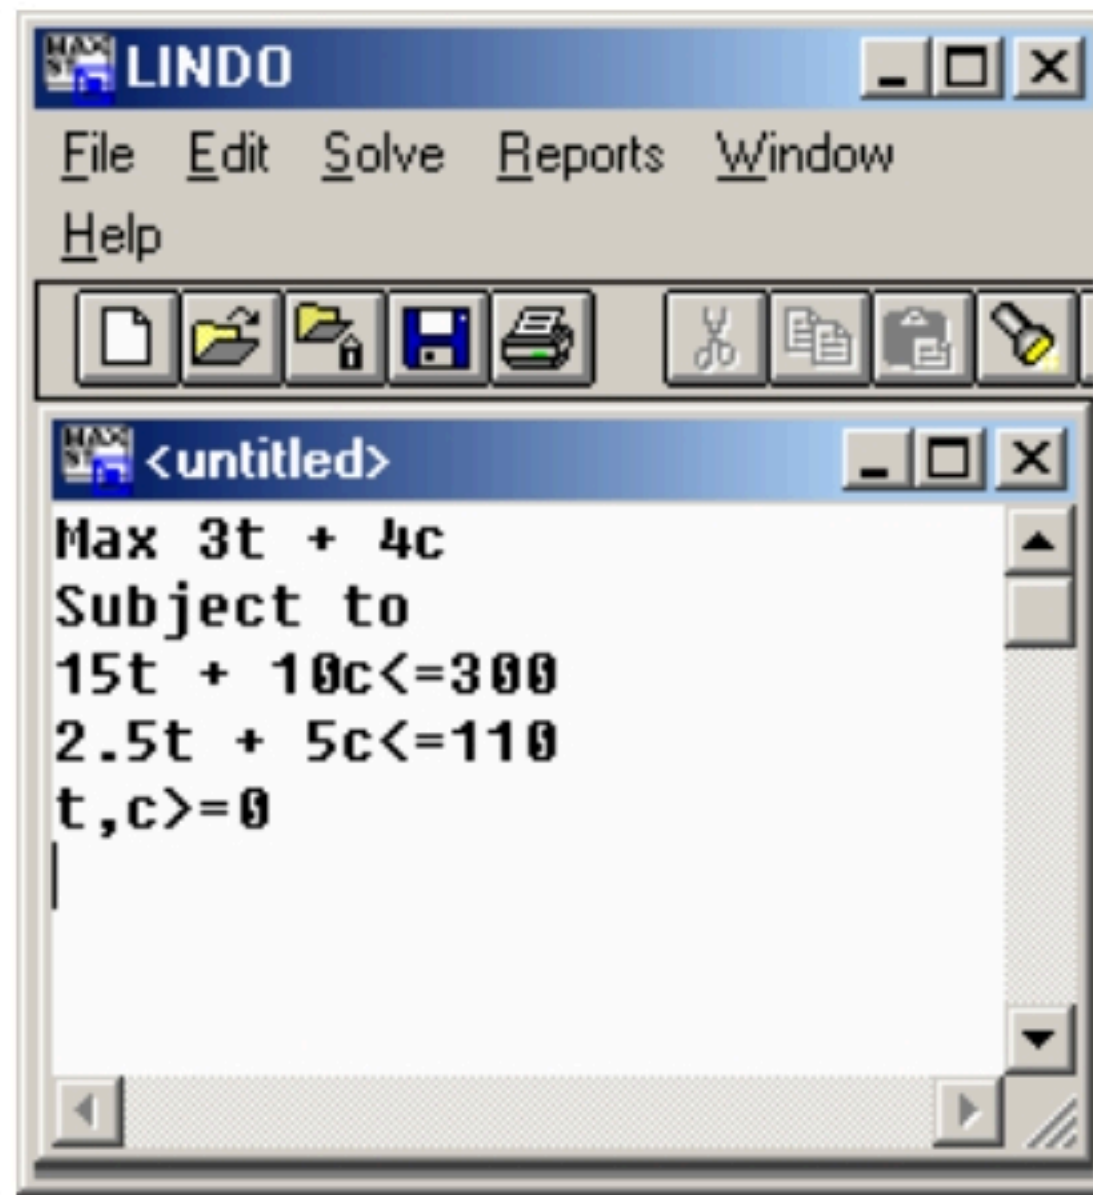 LINDO
File Edit Solve Reports Window
Help
<untitled>
Max 3t + 4c
Subject to
15t + 10c<=300
2.5t + 5c<=110
t,c>=0